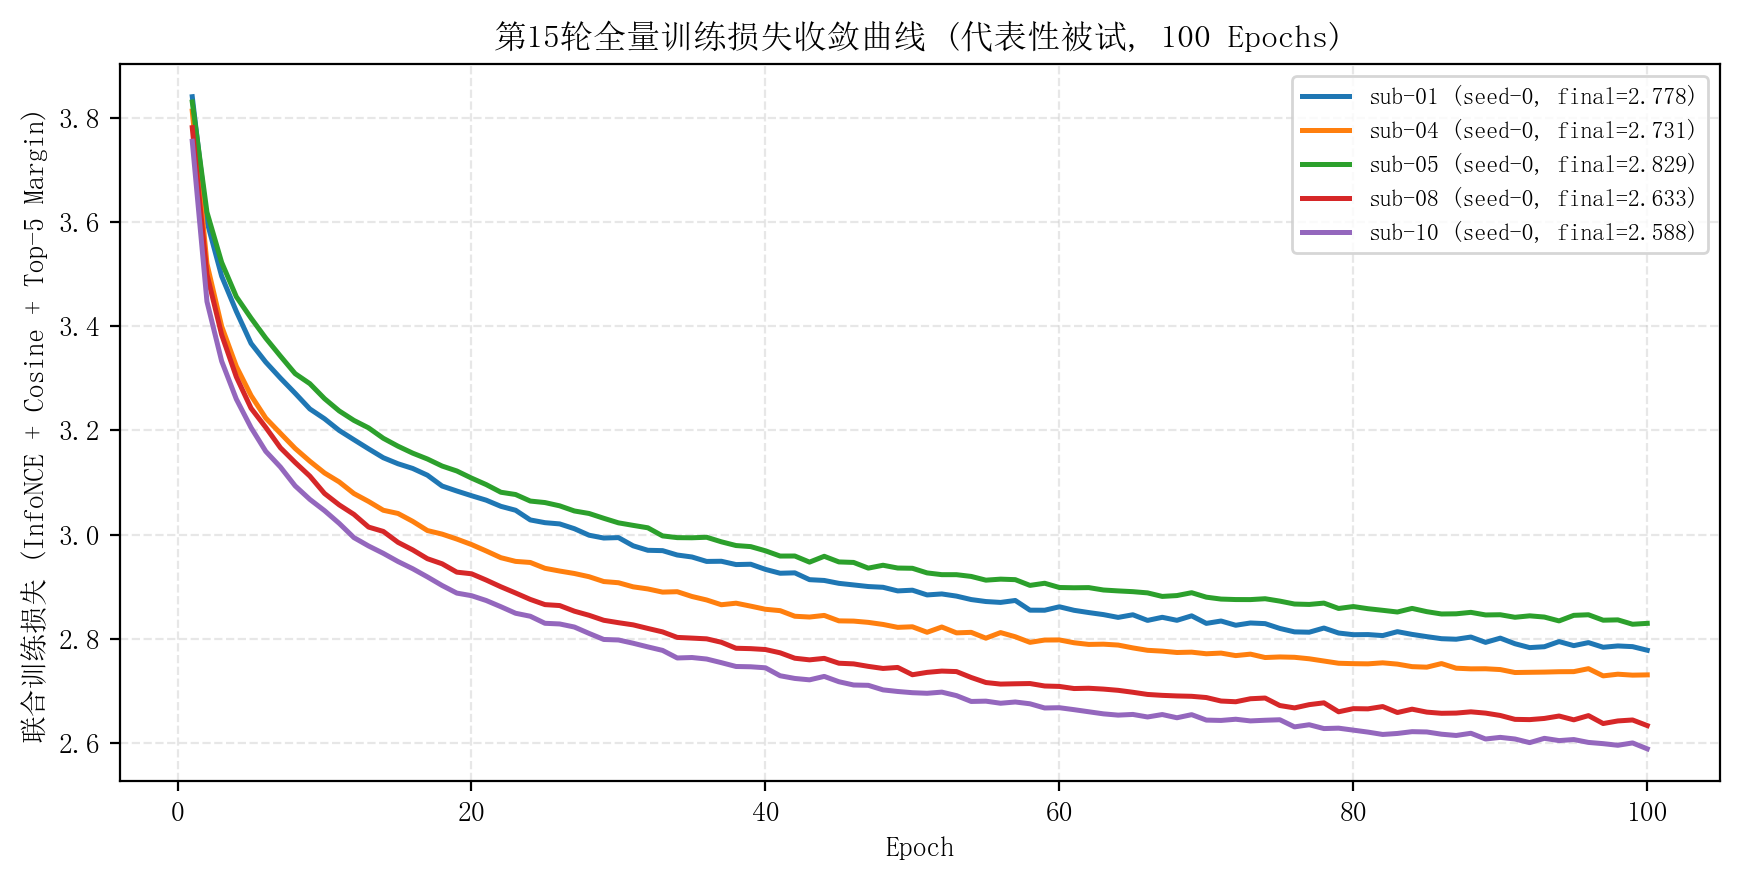 第15轮全量训练损失收敛曲线 (代表性被试, 100 Epochs)
联合训练损失 (InfoNCE + Cosine + Top-5 Margin)
3.8
3.6
3.4
3.2
3.0
2.8
2.6
sub-01 (seed-0, final=2.778)
sub-04 (seed-0, final=2.731)
sub-05 (seed-0, final=2.829)
sub-08 (seed-0, final=2.633)
sub-10 (seed-0, final=2.588)
0 20 40 60 80 100
Epoch